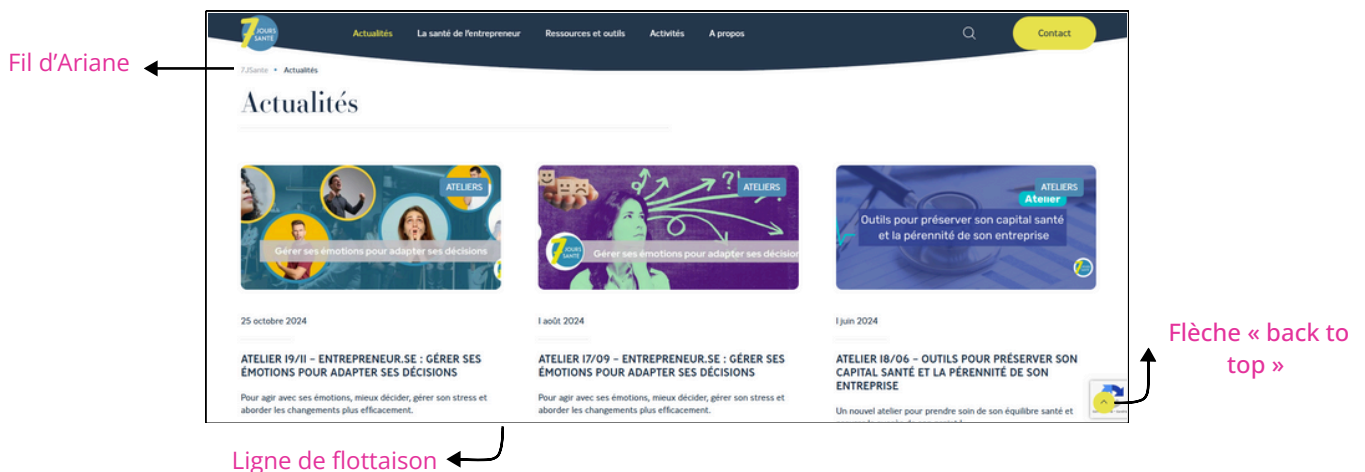 7 JOURS
SANTÉ
Actualités
La santé de l'entrepreneur
Ressources et outils
Activités
A propos
Contact
Fil d'Ariane
7JSante • Actualités
Actualités
ATELIERS
Gérer ses émotions pour adapter ses décisions
ATELIERS
7 JOURS
SANTÉ
Gérer ses émotions pour adapter ses décision
ATELIERS
Atelier
Outils pour préserver son capital santé
et la pérennité de son entreprise
25 octobre 2024
1 août 2024
1 juin 2024
ATELIER 19/11 – ENTREPRENEUR.SE : GÉRER SES
ÉMOTIONS POUR ADAPTER SES DÉCISIONS
Pour agir avec ses émotions, mieux décider, gérer son stress et
aborder les changements plus efficacement.
ATELIER 17/09 – ENTREPRENEUR.SE : GÉRER SES
ÉMOTIONS POUR ADAPTER SES DÉCISIONS
Pour agir avec ses émotions, mieux décider, gérer son stress et
aborder les changements plus efficacement.
ATELIER 18/06 – OUTILS POUR PRÉSERVER SON
CAPITAL SANTÉ ET LA PÉRENNITÉ DE SON
ENTREPRISE
Un nouvel atelier pour prendre soin de son équilibre santé et
Flèche « back to
top »
Ligne de flottaison